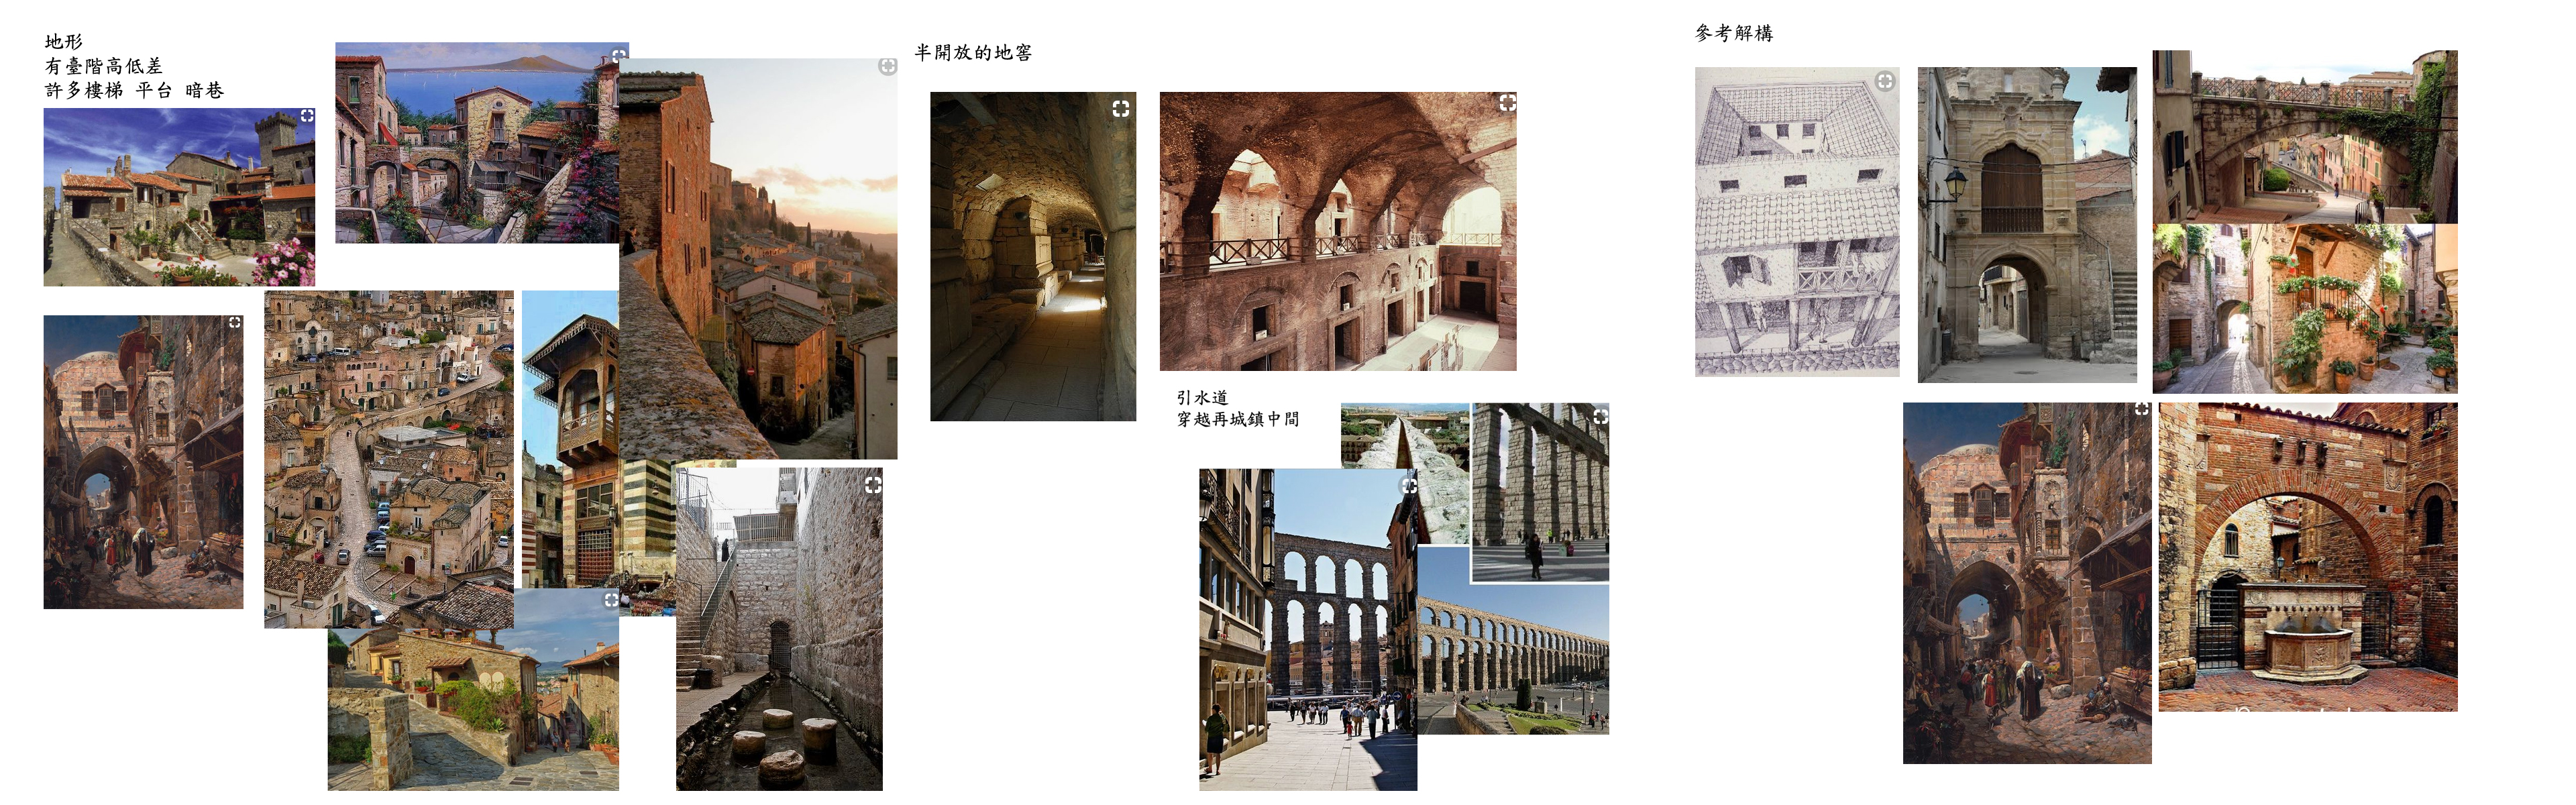 地形
有臺階高低差
許多樓梯 平台 暗巷
半開放的地窖
引水道
穿越再城鎮中間
參考解構